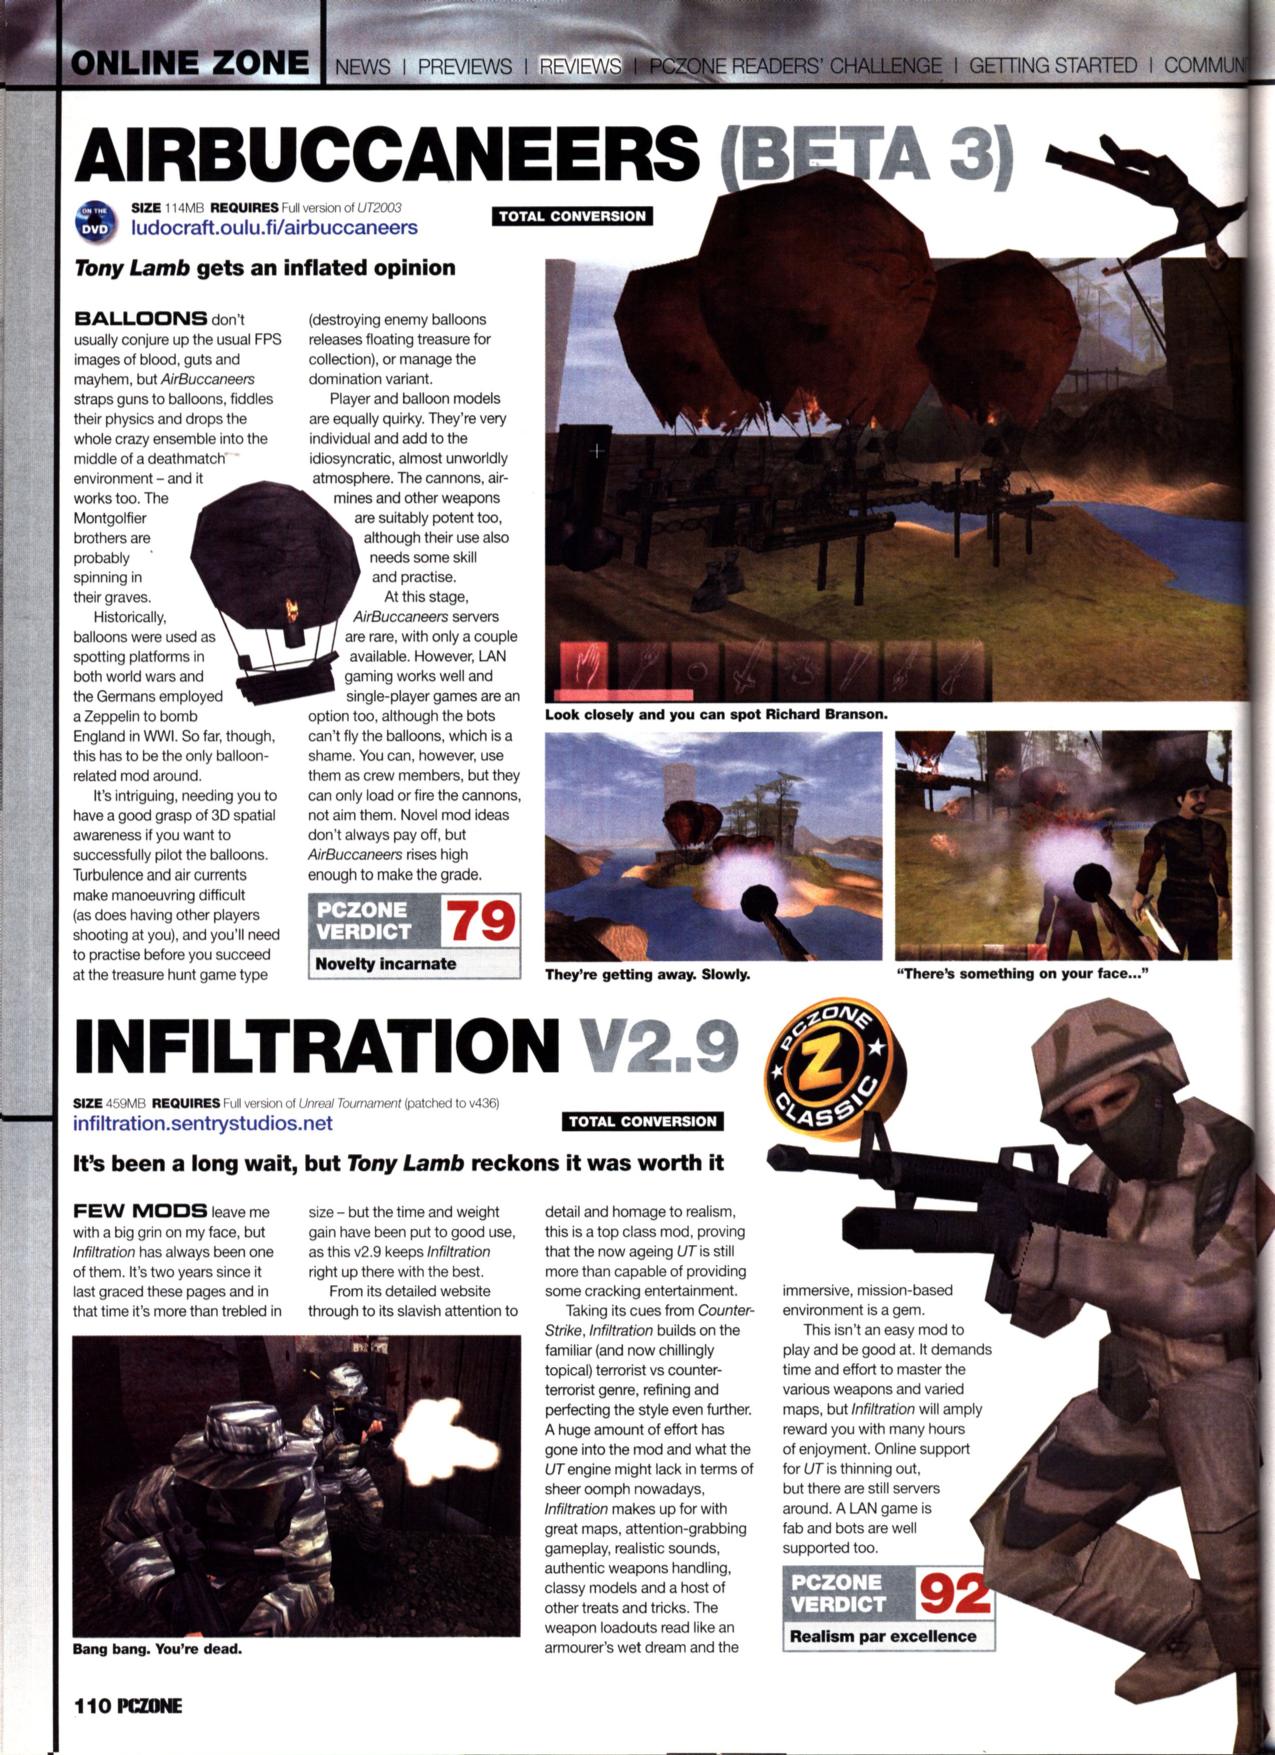 ONLINE ZONE
NEWS | PREVIEWS | REVIEWS | PCZONE READERS' CHALLENGE | GETTING STARTED | COMMUN
AIRBUCCANEERS (BETA 3)
ON THE
DVD
SIZE 114MB REQUIRES Full version of UT2003
ludocraft.oulu.fi/airbuccaneers
TOTAL CONVERSION
Tony Lamb gets an inflated opinion
BALLOONS don't
usually conjure up the usual FPS
images of blood, guts and
mayhem, but AirBuccaneers
straps guns to balloons, fiddles
their physics and drops the
whole crazy ensemble into the
middle of a deathmatch
environment – and it
works too. The
Montgolfier
brothers are
probably
spinning in
their graves.
Historically,
balloons were used as
spotting platforms in
both world wars and
the Germans employed
a Zeppelin to bomb
England in WWI. So far, though,
this has to be the only balloon-
related mod around.
It's intriguing, needing you to
have a good grasp of 3D spatial
awareness if you want to
successfully pilot the balloons.
Turbulence and air currents
make manoeuvring difficult
(as does having other players
shooting at you), and you'll need
to practise before you succeed
at the treasure hunt game type
(destroying enemy balloons
releases floating treasure for
collection), or manage the
domination variant.
Player and balloon models
are equally quirky. They're very
individual and add to the
idiosyncratic, almost unworldly
atmosphere. The cannons, air-
mines and other weapons
are suitably potent too,
although their use also
needs some skill
and practise.
At this stage,
AirBuccaneers servers
are rare, with only a couple
available. However, LAN
gaming works well and
single-player games are an
option too, although the bots
can't fly the balloons, which is a
shame. You can, however, use
them as crew members, but they
can only load or fire the cannons,
not aim them. Novel mod ideas
don't always pay off, but
AirBuccaneers rises high
enough to make the grade.
PCZONE
VERDICT
79
Novelty incarnate
Look closely and you can spot Richard Branson.
They're getting away. Slowly.
“There's something on your face...”
INFILTRATION V2.9
PCZONE
Z
CLASSIC
SIZE 459MB REQUIRES Full version of Unreal Tournament (patched to v436)
infiltration.sentrystudios.net
TOTAL CONVERSION
It's been a long wait, but Tony Lamb reckons it was worth it
FEW MODS leave me
with a big grin on my face, but
Infiltration has always been one
of them. It's two years since it
last graced these pages and in
that time it's more than trebled in
size – but the time and weight
gain have been put to good use,
as this v2.9 keeps Infiltration
right up there with the best.
From its detailed website
through to its slavish attention to
detail and homage to realism,
this is a top class mod, proving
that the now ageing UT is still
more than capable of providing
some cracking entertainment.
Taking its cues from Counter-
Strike, Infiltration builds on the
familiar (and now chillingly
topical) terrorist vs counter-
terrorist genre, refining and
perfecting the style even further.
A huge amount of effort has
gone into the mod and what the
UT engine might lack in terms of
sheer oomph nowadays,
Infiltration makes up for with
great maps, attention-grabbing
gameplay, realistic sounds,
authentic weapons handling,
classy models and a host of
other treats and tricks. The
weapon loadouts read like an
armourer's wet dream and the
immersive, mission-based
environment is a gem.
This isn't an easy mod to
play and be good at. It demands
time and effort to master the
various weapons and varied
maps, but Infiltration will amply
reward you with many hours
of enjoyment. Online support
for UT is thinning out,
but there are still servers
around. A LAN game is
fab and bots are well
supported too.
PCZONE
VERDICT
92
Realism par excellence
Bang bang. You're dead.
110 PCZONE